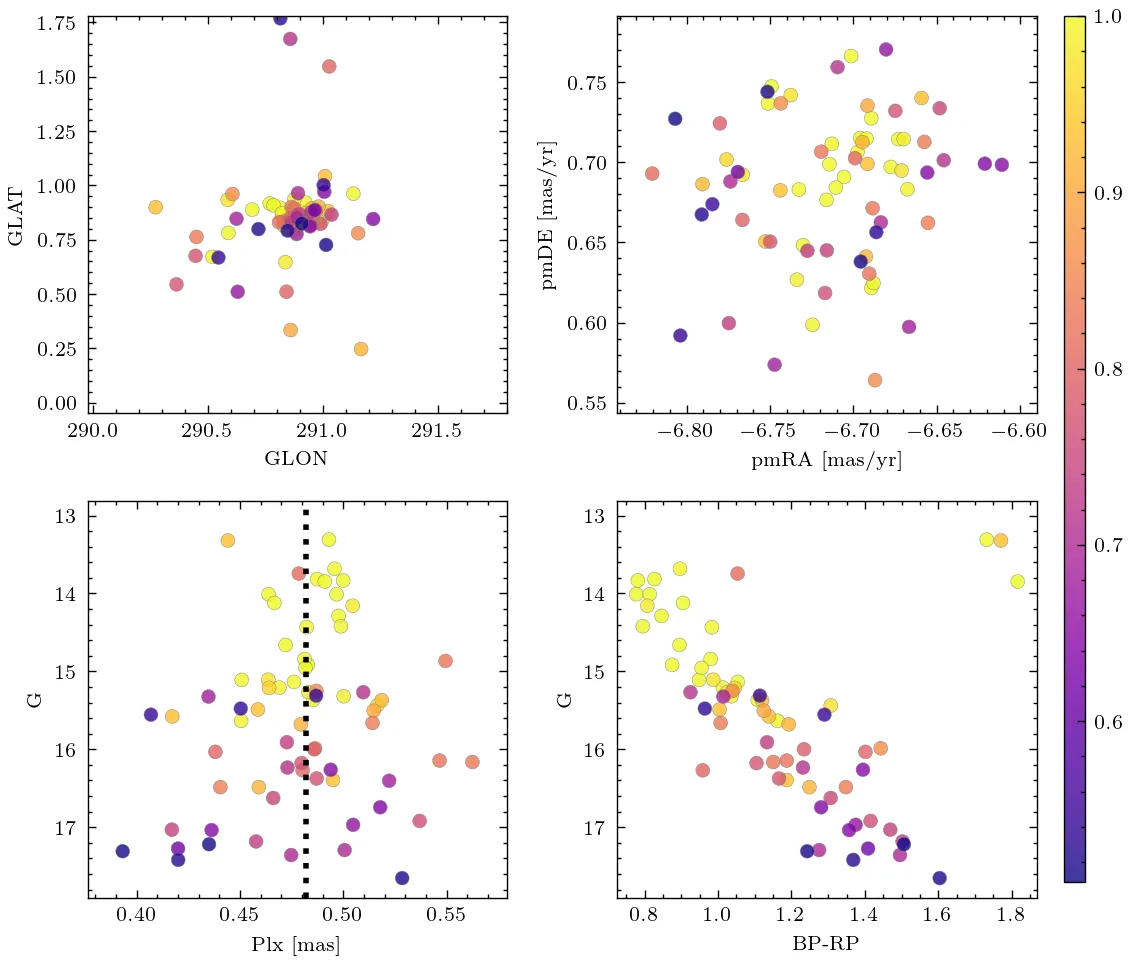 1.75
1.50
1.25
1.00
0.75
0.50
0.25
0.00
GLAT
290.0 290.5 291.0 291.5
GLON
0.75
0.70
0.65
0.60
0.55
pmDE [mas/yr]
−6.80 −6.75 −6.70 −6.65 −6.60
pmRA [mas/yr]
1.0
0.9
0.8
0.7
0.6
13
14
15
16
17
G
0.40 0.45 0.50 0.55
Plx [mas]
13
14
15
16
17
G
0.8 1.0 1.2 1.4 1.6 1.8
BP-RP